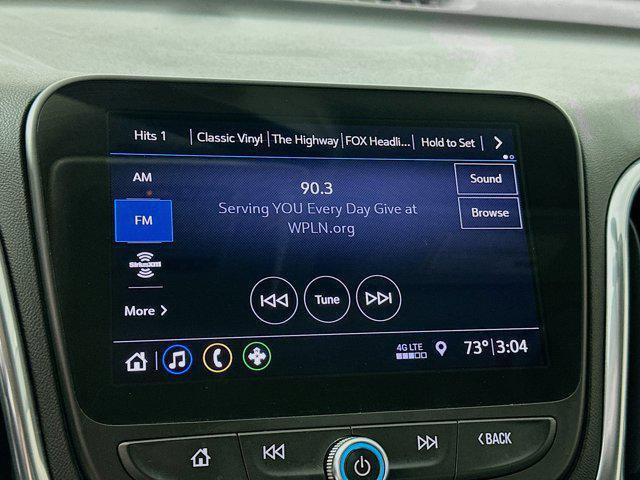 Hits 1 Classic Vinyl The Highway FOX Headli... Hold to Set
AM
90.3
Sound
FM
Serving YOU Every Day Give at
WPLN.org
Browse
SiriusXM
More
Tune
4G LTE
73° 3:04
BACK